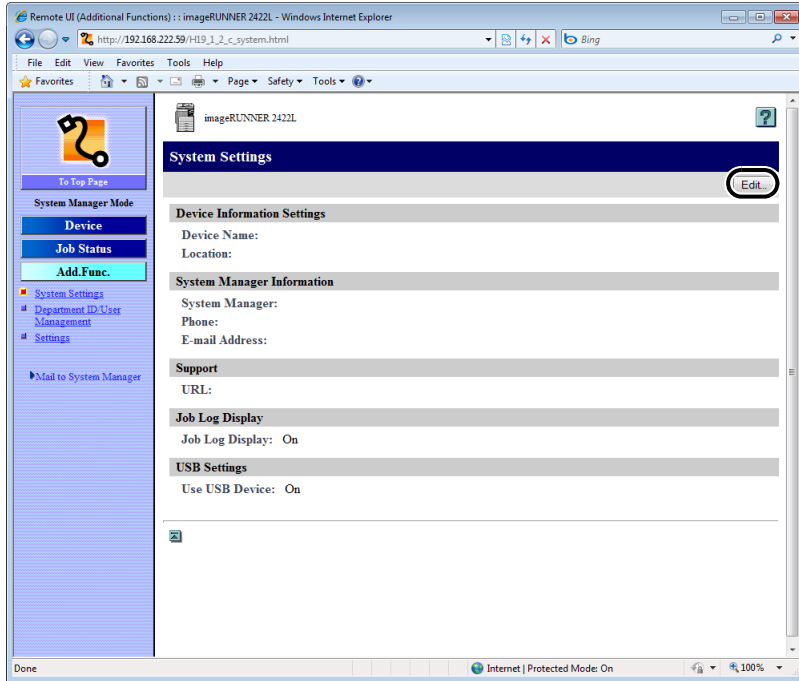 Remote UI (Additional Functions) : : imageRUNNER 2422L - Windows Internet Explorer
http://192.168.222.59/H19_1_2_c_system.html
Bing
File Edit View Favorites Tools Help
Favorites
Page Safety Tools
imageRUNNER 2422L
To Top Page
System Manager Mode
Device
Job Status
Add.Func.
System Settings
Department ID/User
Management
Settings
Mail to System Manager
System Settings
Edit...
Device Information Settings
Device Name:
Location:
System Manager Information
System Manager:
Phone:
E-mail Address:
Support
URL:
Job Log Display
Job Log Display: On
USB Settings
Use USB Device: On
Done
Internet | Protected Mode: On
100%